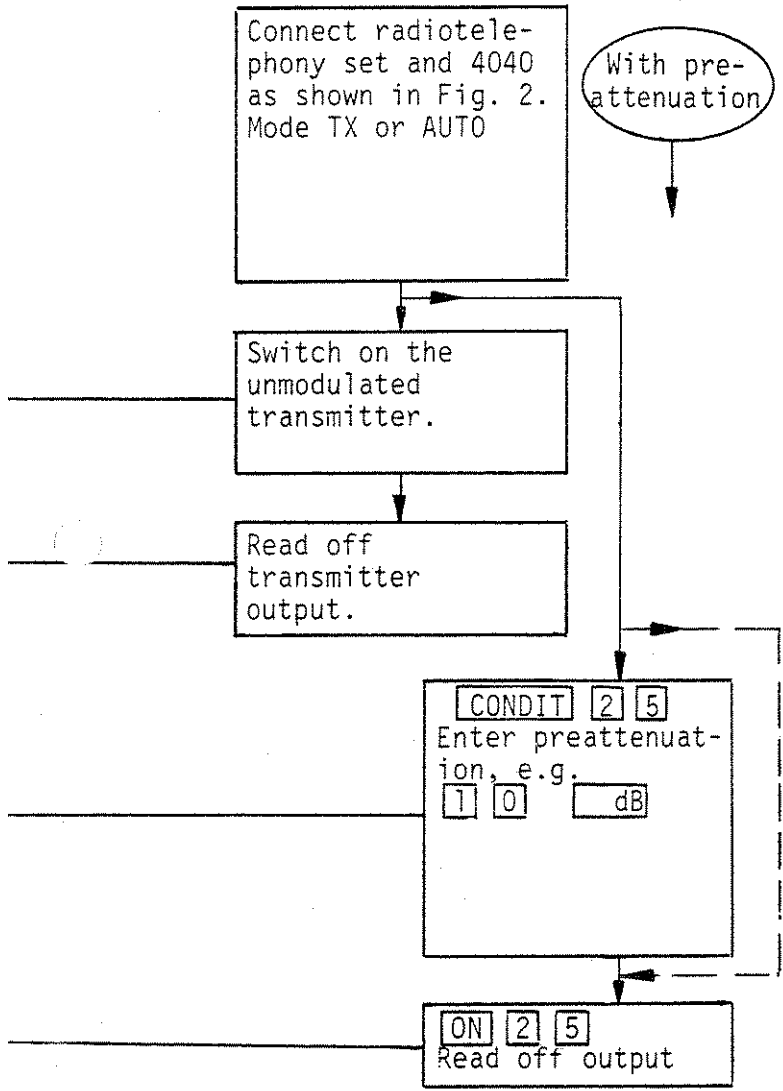 Connect radiotele-
phony set and 4040
as shown in Fig. 2.
Mode TX or AUTO
With pre-
attenuation
Switch on the
unmodulated
transmitter.
Read off
transmitter
output.
CONDIT 2 5
Enter preattenuat-
ion, e.g.
1 0 dB
ON 2 5
Read off output